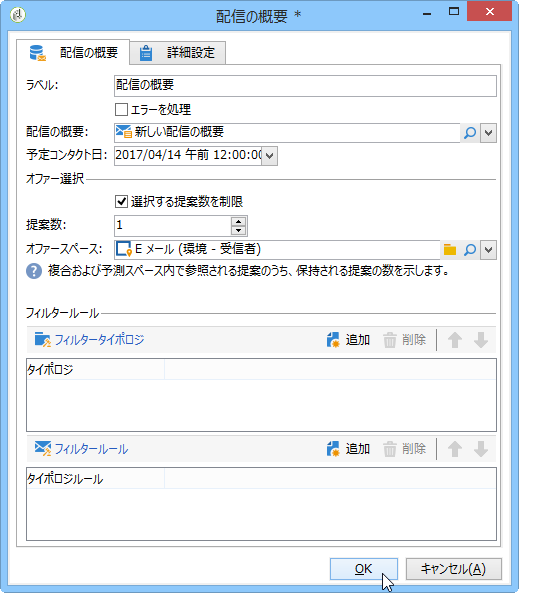 配信の概要 *
配信の概要 詳細設定
ラベル: 配信の概要
エラーを処理
配信の概要: 新しい配信の概要
予定コンタクト日: 2017/04/14 午前 12:00:00
オファー選択
選択する提案数を制限
提案数: 1
オファースペース: E メール (環境 - 受信者)
複合および予測スペース内で参照される提案のうち、保持される提案の数を示します。
フィルタールール
フィルタータイポロジ 追加 削除
タイポロジ
フィルタールール 追加 削除
タイポロジルール
OK キャンセル(A)